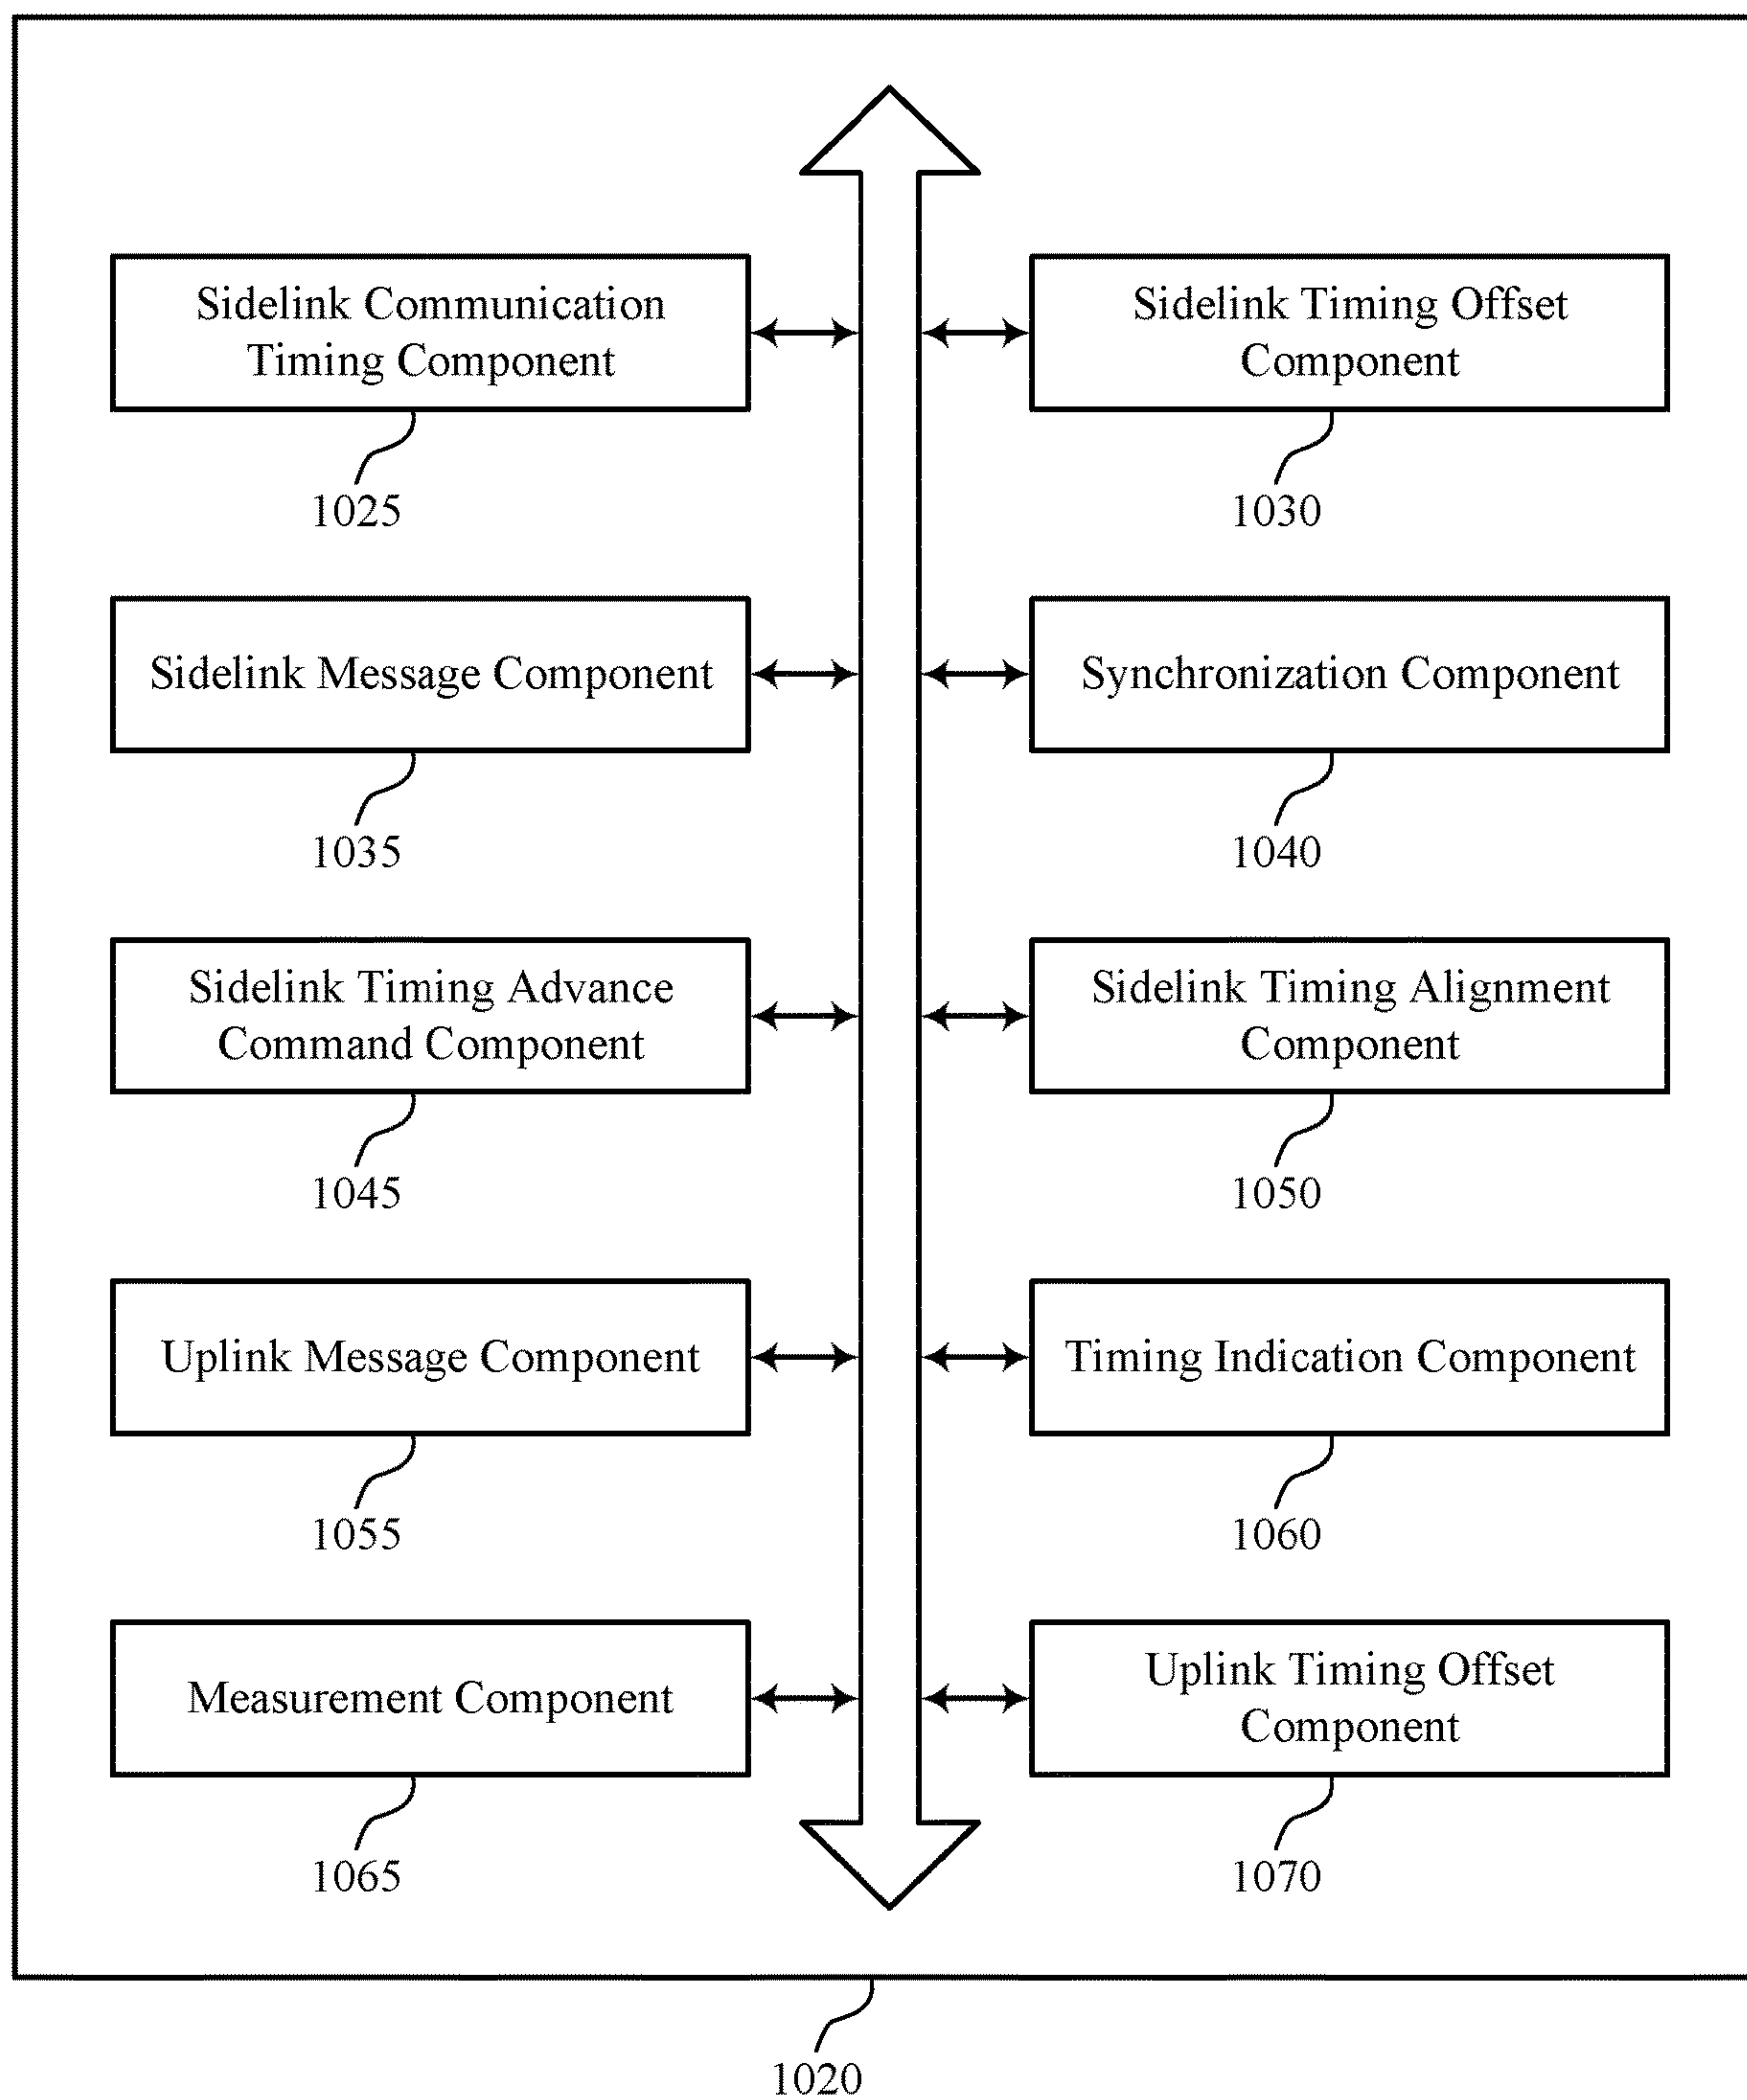 Sidelink Communication
Timing Component
1025
Sidelink Timing Offset
Component
1030
Sidelink Message Component
1035
Synchronization Component
1040
Sidelink Timing Advance
Command Component
1045
Sidelink Timing Alignment
Component
1050
Uplink Message Component
1055
Timing Indication Component
1060
Measurement Component
1065
Uplink Timing Offset
Component
1070
1020